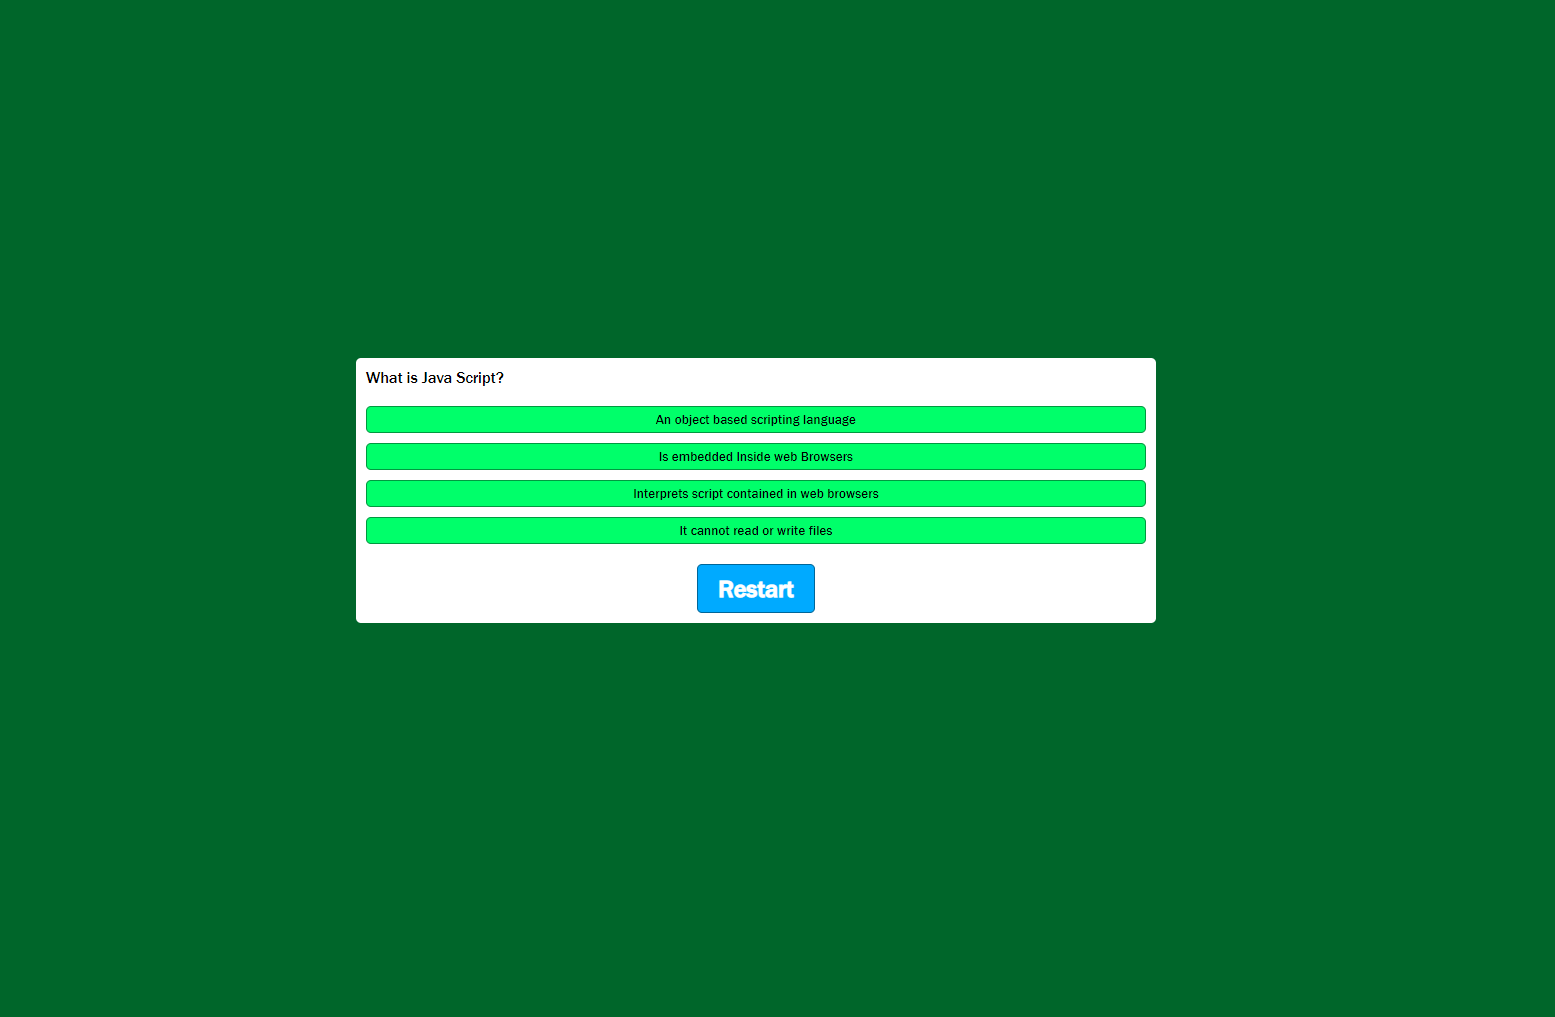 What is Java Script?
An object based scripting language
Is embedded Inside web Browsers
Interprets script contained in web browsers
It cannot read or write files
Restart